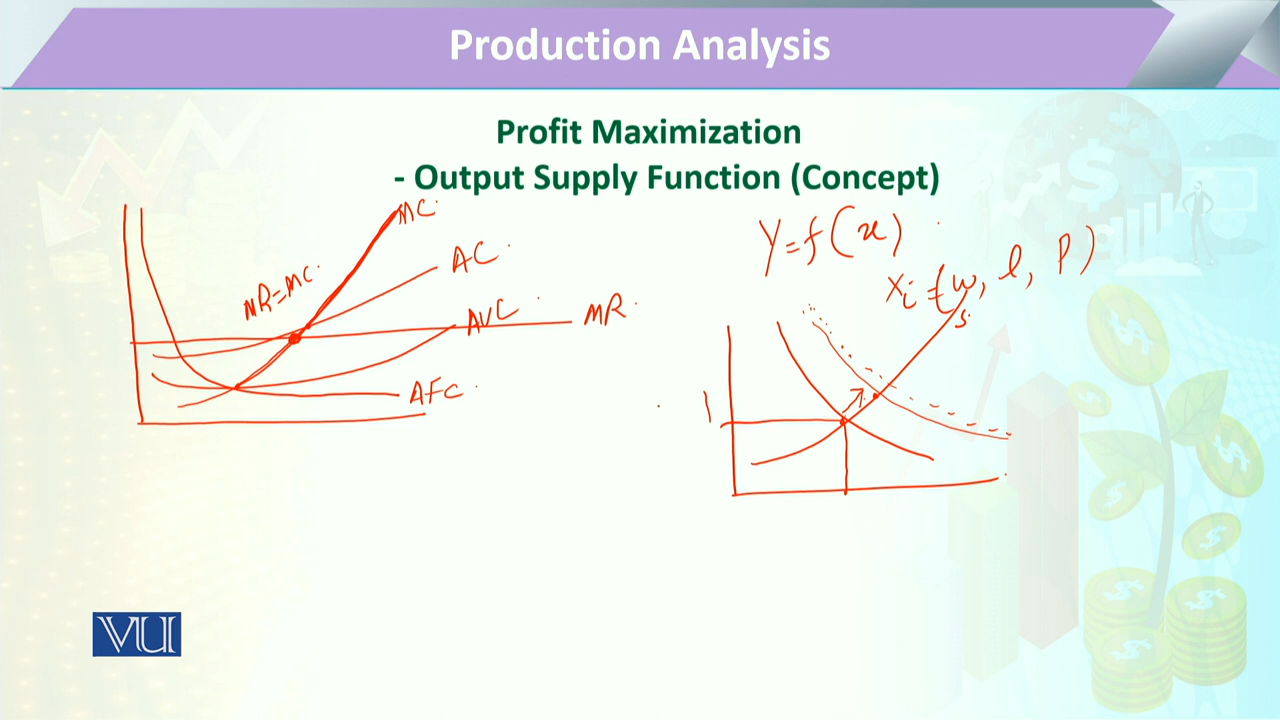 Production Analysis
Profit Maximization
- Output Supply Function (Concept)
MC
AC
MR=MC
AVC
MR
AFC
Y=f(x)
Xi=(w, l, P)
S
VU